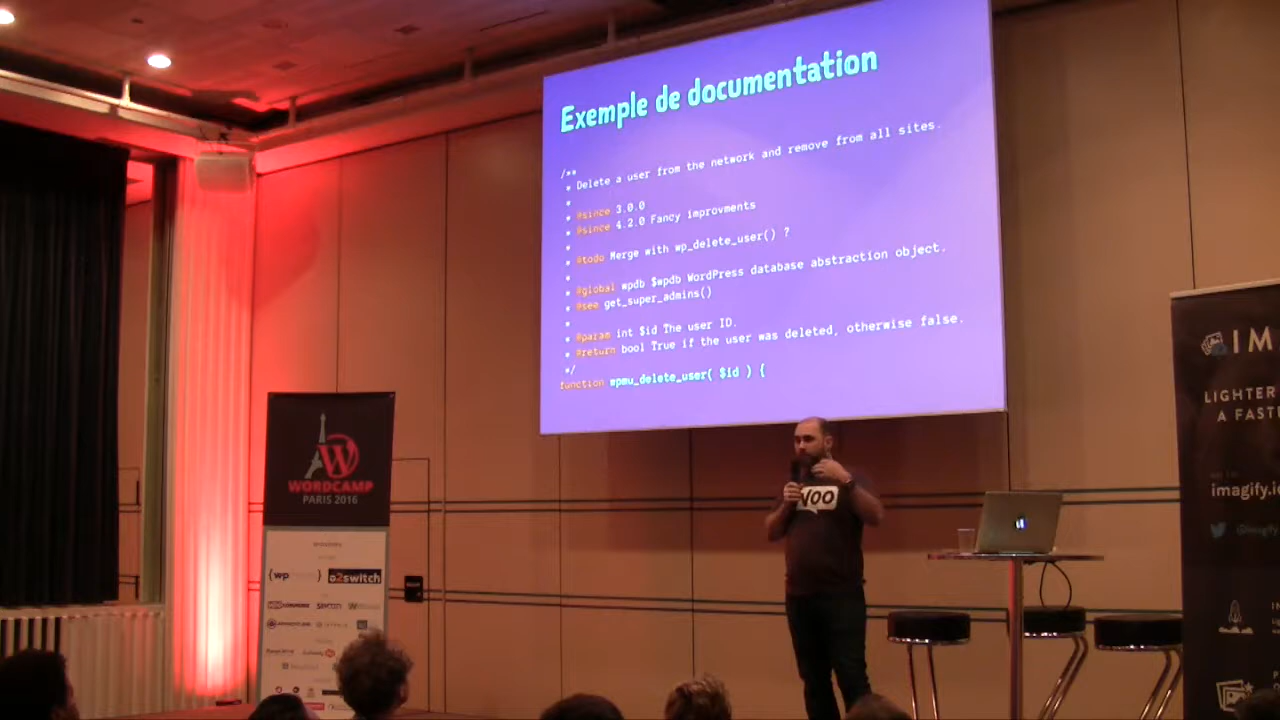 Exemple de documentation
/**
* Delete a user from the network and remove from all sites.
*
* @since 3.0.0
* @since 4.2.0 Fancy improvments
*
* @todo Merge with wp_delete_user() ?
*
* @global wpdb $wpdb WordPress database abstraction object.
* @see get_super_admins()
*
* @param int $id The user ID.
* @return bool True if the user was deleted, otherwise false.
*/
function wpmu_delete_user( $id ) {
WORDCAMP
PARIS 2016
o2switch
WOO
IM
LIGHTER
A FAST
imagify.i